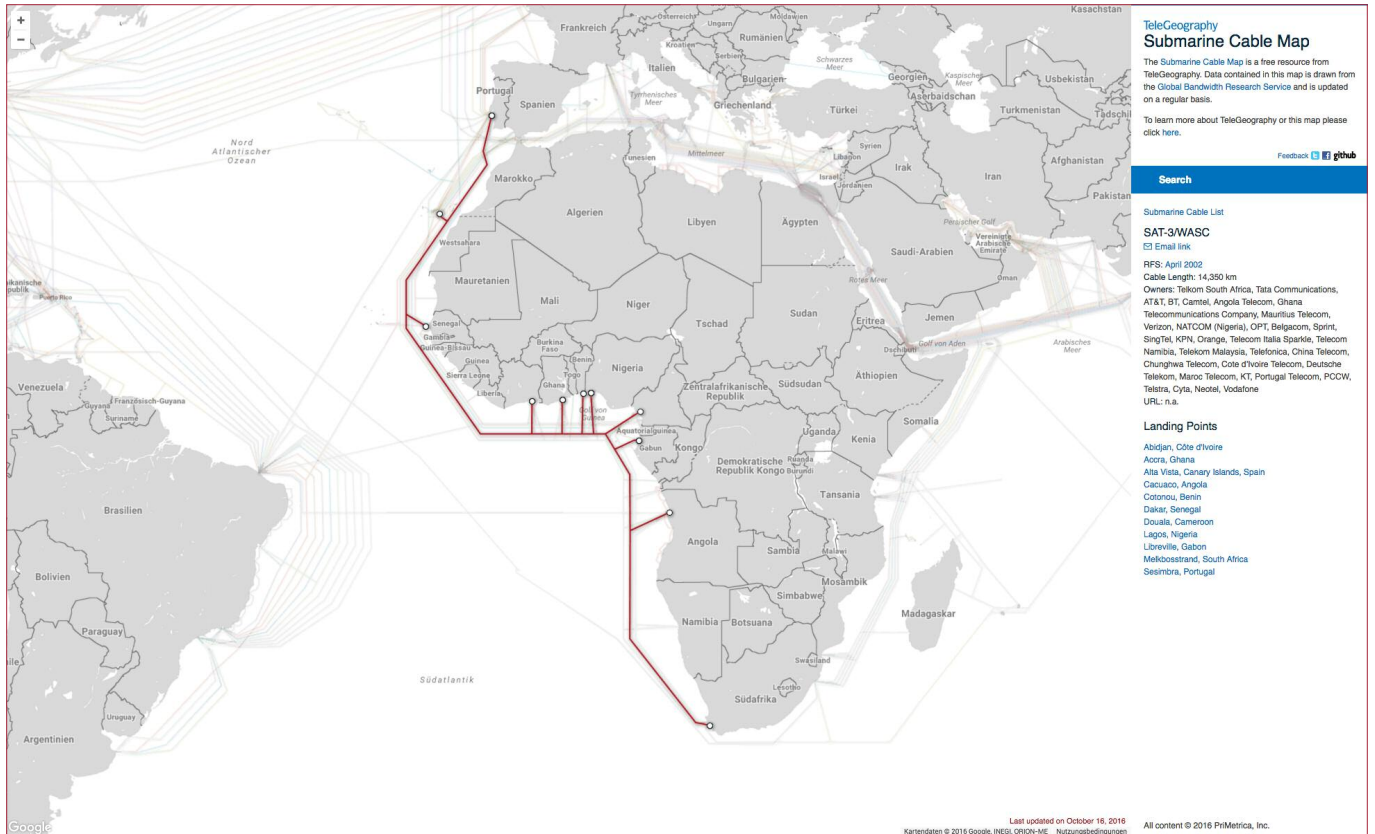 +
−
Kasachstan
Österreich
Moldawien
Ungarn
Frankreich
Rumänien
Kroatien
Serbien
Schwarzes
Meer
Italien
Bulgarien
Georgien
Kaspisches
Meer
Usbekistan
Portugal
Spanien
Tyrrhenisches
Meer
Griechenland
Türkei
Aserbaidschan
Turkmenistan
Tadschi
Nord
Atlantischer
Ozean
Tunesien
Mittelmeer
Syrien
Libanon
Irak
Iran
Afghanistan
Israel
Jordanien
Marokko
Pakistan
Algerien
Libyen
Ägypten
Persischer Golf
Westsahara
Vereinigte
Arabische
Emirate
Saudi-Arabien
Mauretanien
Rotes Meer
Oman
ikanische
publik
Puerto Rico
Mali
Niger
Tschad
Sudan
Eritrea
Jemen
Senegal
Gambia
Guinea-Bissau
Burkina
Faso
Dschibuti
Golf von Aden
Arabisches
Meer
Guinea
Benin
Togo
Nigeria
Sierra Leone
Ghana
Liberia
Äthiopien
Venezuela
Guyana
Französisch-Guyana
Suriname
Zentralafrikanische
Republik
Südsudan
Golf von
Guinea
Somalia
Äquatorialguinea
Uganda
Kenia
Gabun
Kongo
Demokratische
Republik Kongo
Ruanda
Burundi
Tansania
Brasilien
Angola
Sambia
Malawi
Bolivien
Mosambik
Simbabwe
Madagaskar
Paraguay
Namibia
Botsuana
Swasiland
Südatlantik
Lesotho
Südafrika
Uruguay
Argentinien
Google
Last updated on October 16, 2016
Kartendaten © 2016 Google, INEGI, ORION-ME Nutzungsbedingungen
TeleGeography
Submarine Cable Map
The Submarine Cable Map is a free resource from
TeleGeography. Data contained in this map is drawn from
the Global Bandwidth Research Service and is updated
on a regular basis.
To learn more about TeleGeography or this map please
click here.
Feedback github
Search
Submarine Cable List
SAT-3/WASC
Email link
RFS: April 2002
Cable Length: 14,350 km
Owners: Telkom South Africa, Tata Communications,
AT&T, BT, Camtel, Angola Telecom, Ghana
Telecommunications Company, Mauritius Telecom,
Verizon, NATCOM (Nigeria), OPT, Belgacom, Sprint,
SingTel, KPN, Orange, Telecom Italia Sparkle, Telecom
Namibia, Telekom Malaysia, Telefonica, China Telecom,
Chunghwa Telecom, Cote d'Ivoire Telecom, Deutsche
Telekom, Maroc Telecom, KT, Portugal Telecom, PCCW,
Telstra, Cyta, Neotel, Vodafone
URL: n.a.
Landing Points
Abidjan, Côte d'Ivoire
Accra, Ghana
Alta Vista, Canary Islands, Spain
Cacuaco, Angola
Cotonou, Benin
Dakar, Senegal
Douala, Cameroon
Lagos, Nigeria
Libreville, Gabon
Melkbosstrand, South Africa
Sesimbra, Portugal
All content © 2016 PriMetrica, Inc.